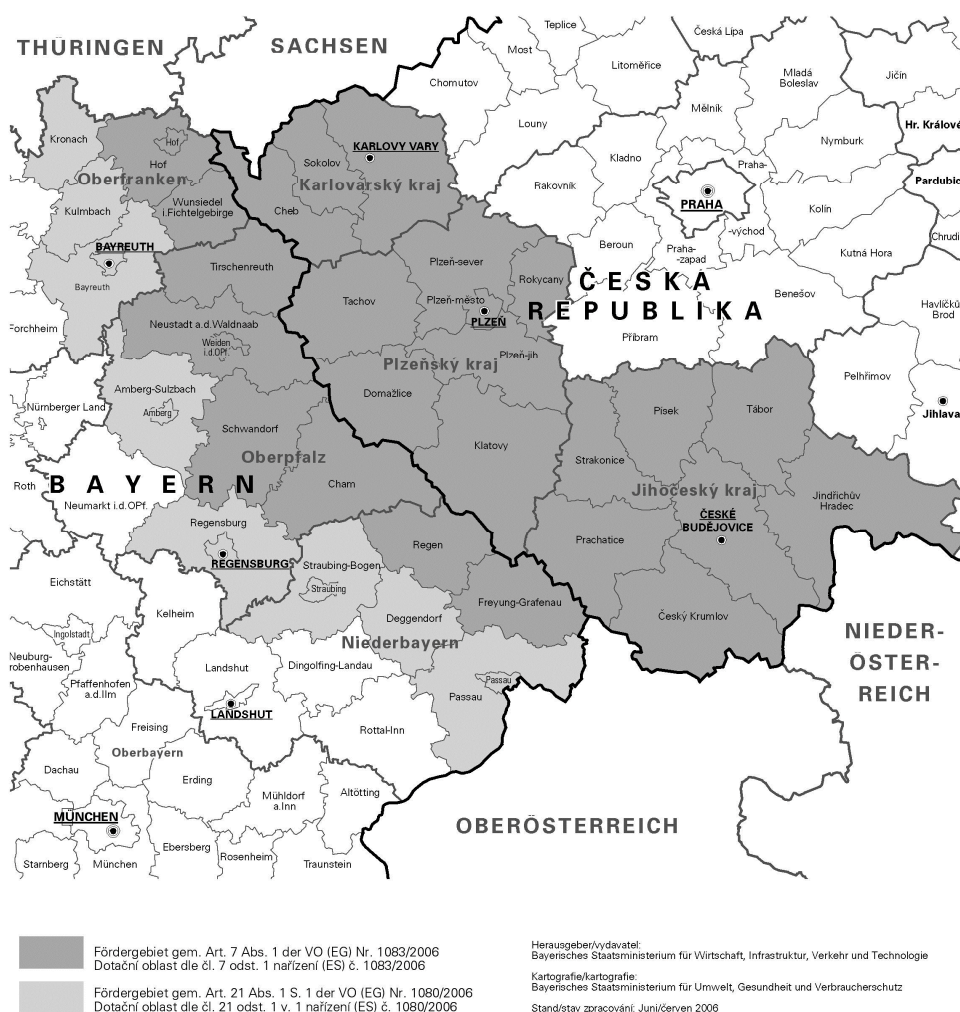 THÜRINGEN
SACHSEN
Teplice
Česká Lípa
Most
Litoměřice
Mladá
Boleslav
Jičín
Chomutov
Mělník
Kronach
Hof
Louny
Hr. Králové
Nymburk
KARLOVY VARY
Kladno
Praha-
Hof
Sokolov
Oberfranken
Karlovarský kraj
Rakovník
Pardubic
Wunsiedel
i.Fichtelgebirge
PRAHA
Kulmbach
Cheb
Kolín
-východ
Chrudi
BAYREUTH
Beroun
Praha-
-zapad
Kutná Hora
Plzeň-sever
Tirschenreuth
Bayreuth
Rokycany
ČESKÁ
REPUBLIKA
Benešov
Tachov
Plzeň-město
PLZEŇ
Havlíčků
Brod
Forchheim
Neustadt a.d.Waldnaab
Weiden
i.d.OPf.
Příbram
Plzeň-jih
Plzeňský kraj
Pelhřimov
Amberg-Sulzbach
Domažlice
Nürnberger Land
Amberg
Pisek
Tábor
Jihlava
Schwandorf
Klatovy
Oberpfalz
Strakonice
BAYERN
Roth
Cham
Jihočeský kraj
Neumarkt i.d.OPf.
Jindřichův
Hradec
Regensburg
ČESKÉ
BUDĚJOVICE
Regen
Prachatice
REGENSBURG
Straubing-Bogen
Eichstätt
Straubing
Kelheim
Freyung-Grafenau
Deggendorf
Český Krumlov
Ingolstadt
Niederbayern
NIEDER-
ÖSTER-
REICH
Neuburg-
robenhausen
Landshut
Dingolfing-Landau
Pfaffenhofen
a.d.Ilm
Passau
Passau
LANDSHUT
Freising
Rottal-Inn
Oberbayern
Dachau
Erding
Mühldorf
a.Inn
Altötting
MÜNCHEN
OBERÖSTERREICH
Ebersberg
Rosenheim
Starnberg
München
Traunstein
Fördergebiet gem. Art. 7 Abs. 1 der VO (EG) Nr. 1083/2006
Dotační oblast dle čl. 7 odst. 1 nařízení (ES) č. 1083/2006
Fördergebiet gem. Art. 21 Abs. 1 S. 1 der VO (EG) Nr. 1080/2006
Dotační oblast dle čl. 21 odst. 1 v. 1 nařízení (ES) č. 1080/2006
Herausgeber/vydavatel:
Bayerisches Staatsministerium für Wirtschaft, Infrastruktur, Verkehr und Technologie
Kartografie/kartografie:
Bayerisches Staatsministerium für Umwelt, Gesundheit und Verbraucherschutz
Stand/stav zpracování: Juni/červen 2006